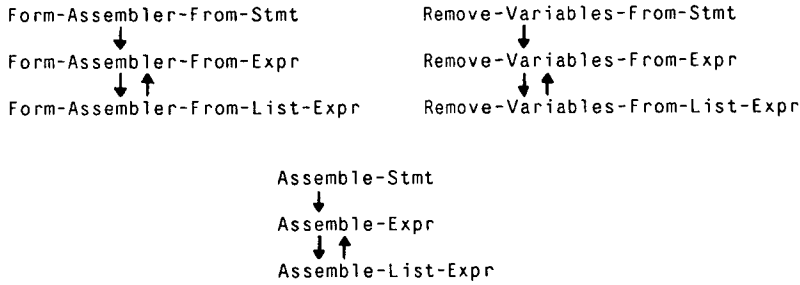 Form-Assembler-From-Stmt
Remove-Variables-From-Stmt
Form-Assembler-From-Expr
Remove-Variables-From-Expr
Form-Assembler-From-List-Expr
Remove-Variables-From-List-Expr
Assemble-Stmt
Assemble-Expr
Assemble-List-Expr